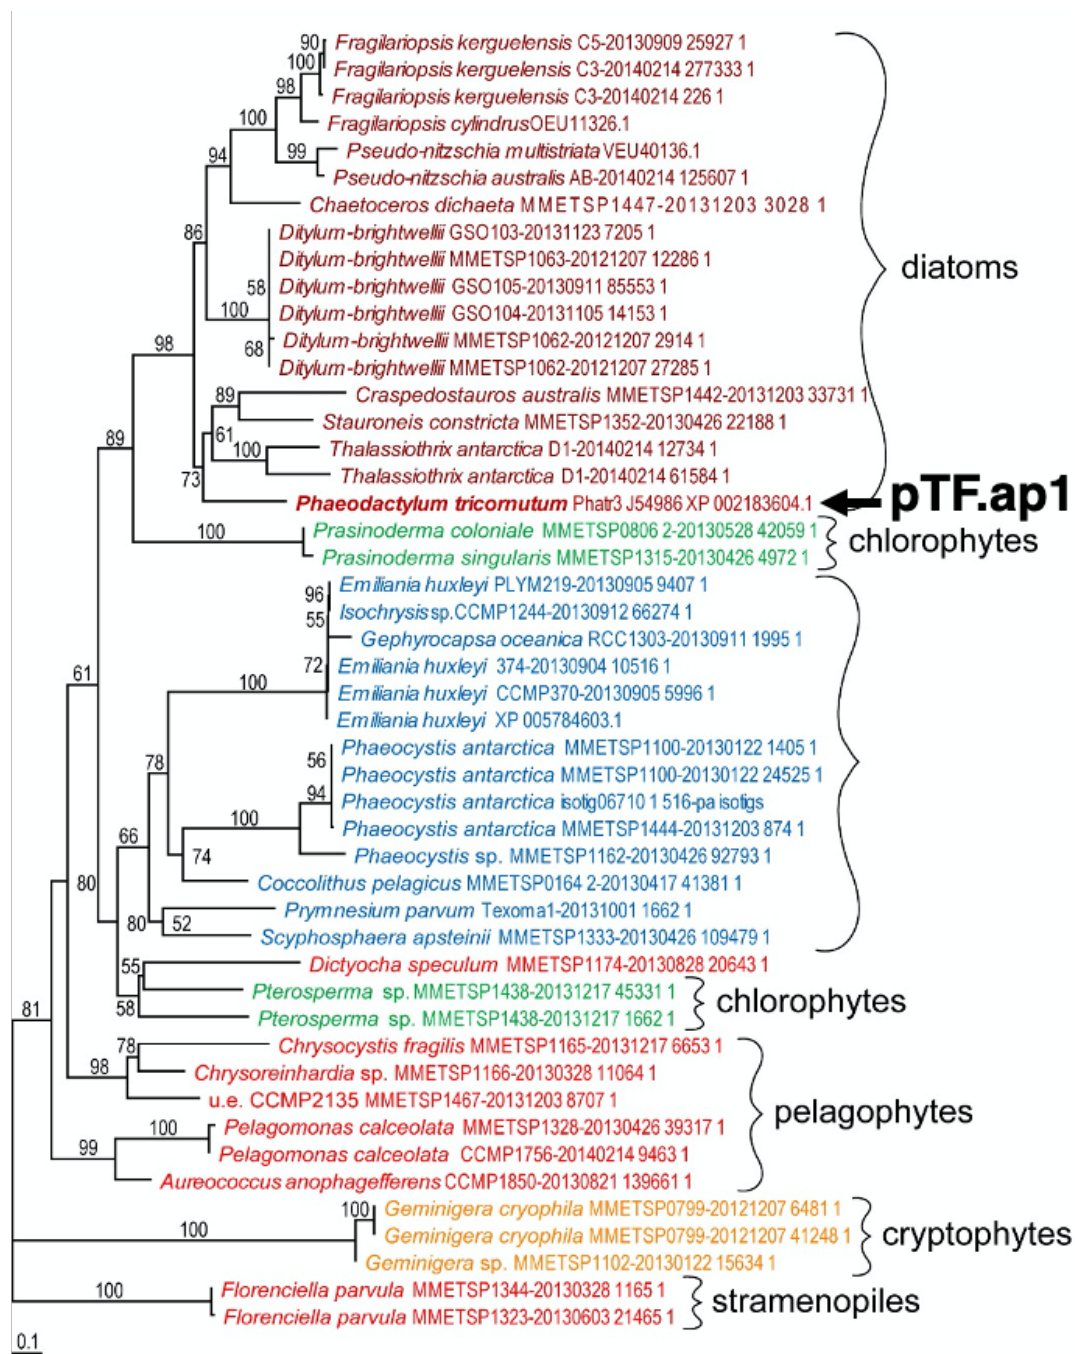 90
Fragilariopsis kerguelensis C5-20130909 25927 1
100
Fragilariopsis kerguelensis C3-20140214 277333 1
98
Fragilariopsis kerguelensis C3-20140214 226 1
100
Fragilariopsis cylindrusOEU11326.1
99
Pseudo-nitzschia multistriata VEU40136.1
94
Pseudo-nitzschia australis AB-20140214 125607 1
Chaetoceros dichaeta MMETSP1447-20131203 3028 1
86
Ditylum-brightwellii GSO103-20131123 7205 1
Ditylum-brightwellii MMETSP1063-20121207 12286 1
diatoms
58
Ditylum-brightwellii GSO105-20130911 85553 1
100
Ditylum-brightwellii GSO104-20131105 14153 1
98
68
Ditylum-brightwellii MMETSP1062-20121207 2914 1
Ditylum-brightwellii MMETSP1062-20121207 27285 1
89
Craspedostauros australis MMETSP1442-20131203 33731 1
Stauroneis constricta MMETSP1352-20130426 22188 1
89
61
100
Thalassiothrix antarctica D1-20140214 12734 1
73
Thalassiothrix antarctica D1-20140214 61584 1
Phaeodactylum tricornutum Phatr3 J54986 XP 002183604.1
pTF.ap1
100
Prasinoderma coloniale MMETSP0806 2-20130528 42059 1
chlorophytes
Prasinoderma singularis MMETSP1315-20130426 4972 1
96
Emiliania huxleyi PLYM219-20130905 9407 1
55
Isochrysis sp.CCMP1244-20130912 66274 1
Gephyrocapsa oceanica RCC1303-20130911 1995 1
61
72
Emiliania huxleyi 374-20130904 10516 1
100
Emiliania huxleyi CCMP370-20130905 5996 1
Emiliania huxleyi XP 005784603.1
78
56
Phaeocystis antarctica MMETSP1100-20130122 1405 1
Phaeocystis antarctica MMETSP1100-20130122 24525 1
94
Phaeocystis antarctica isotig06710 1 516-pa isotigs
66
100
Phaeocystis antarctica MMETSP1444-20131203 874 1
74
Phaeocystis sp. MMETSP1162-20130426 92793 1
80
Coccolithus pelagicus MMETSP0164 2-20130417 41381 1
80
52
Prymnesium parvum Texoma1-20131001 1662 1
Scyphosphaera apsteinii MMETSP1333-20130426 109479 1
55
Dictyocha speculum MMETSP1174-20130828 20643 1
Pterosperma sp. MMETSP1438-20131217 45331 1
chlorophytes
81
58
Pterosperma sp. MMETSP1438-20131217 1662 1
78
Chrysocystis fragilis MMETSP1165-20131217 6653 1
98
Chrysoreinhardia sp. MMETSP1166-20130328 11064 1
u.e. CCMP2135 MMETSP1467-20131203 8707 1
pelagophytes
100
Pelagomonas calceolata MMETSP1328-20130426 39317 1
99
Pelagomonas calceolata CCMP1756-20140214 9463 1
Aureococcus anophagefferens CCMP1850-20130821 139661 1
100
Geminigera cryophila MMETSP0799-20121207 6481 1
100
Geminigera cryophila MMETSP0799-20121207 41248 1
cryptophytes
Geminigera sp. MMETSP1102-20130122 15634 1
100
Florenciella parvula MMETSP1344-20130328 1165 1
stramenopiles
Florenciella parvula MMETSP1323-20130603 21465 1
0.1